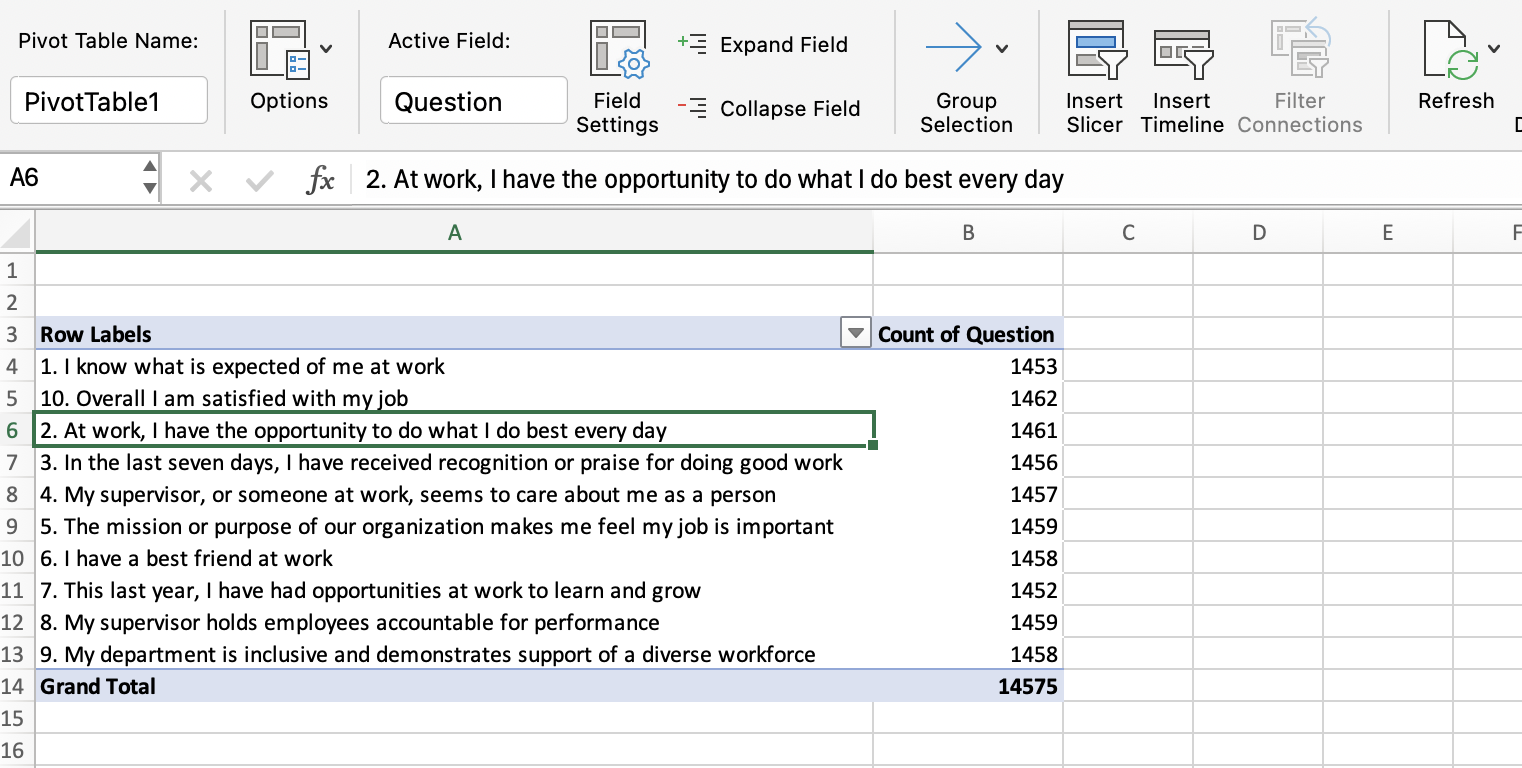 Pivot Table Name:
PivotTable1
Options
Active Field:
Question
Field
Settings
Expand Field
Collapse Field
Group
Selection
Insert
Slicer
Insert
Timeline
Filter
Connections
Refresh
A6
fx
2. At work, I have the opportunity to do what I do best every day
A B C D E F
1
2
3 Row Labels Count of Question
4 1. I know what is expected of me at work 1453
5 10. Overall I am satisfied with my job 1462
6 2. At work, I have the opportunity to do what I do best every day 1461
7 3. In the last seven days, I have received recognition or praise for doing good work 1456
8 4. My supervisor, or someone at work, seems to care about me as a person 1457
9 5. The mission or purpose of our organization makes me feel my job is important 1459
10 6. I have a best friend at work 1458
11 7. This last year, I have had opportunities at work to learn and grow 1452
12 8. My supervisor holds employees accountable for performance 1459
13 9. My department is inclusive and demonstrates support of a diverse workforce 1458
14 Grand Total 14575
15
16